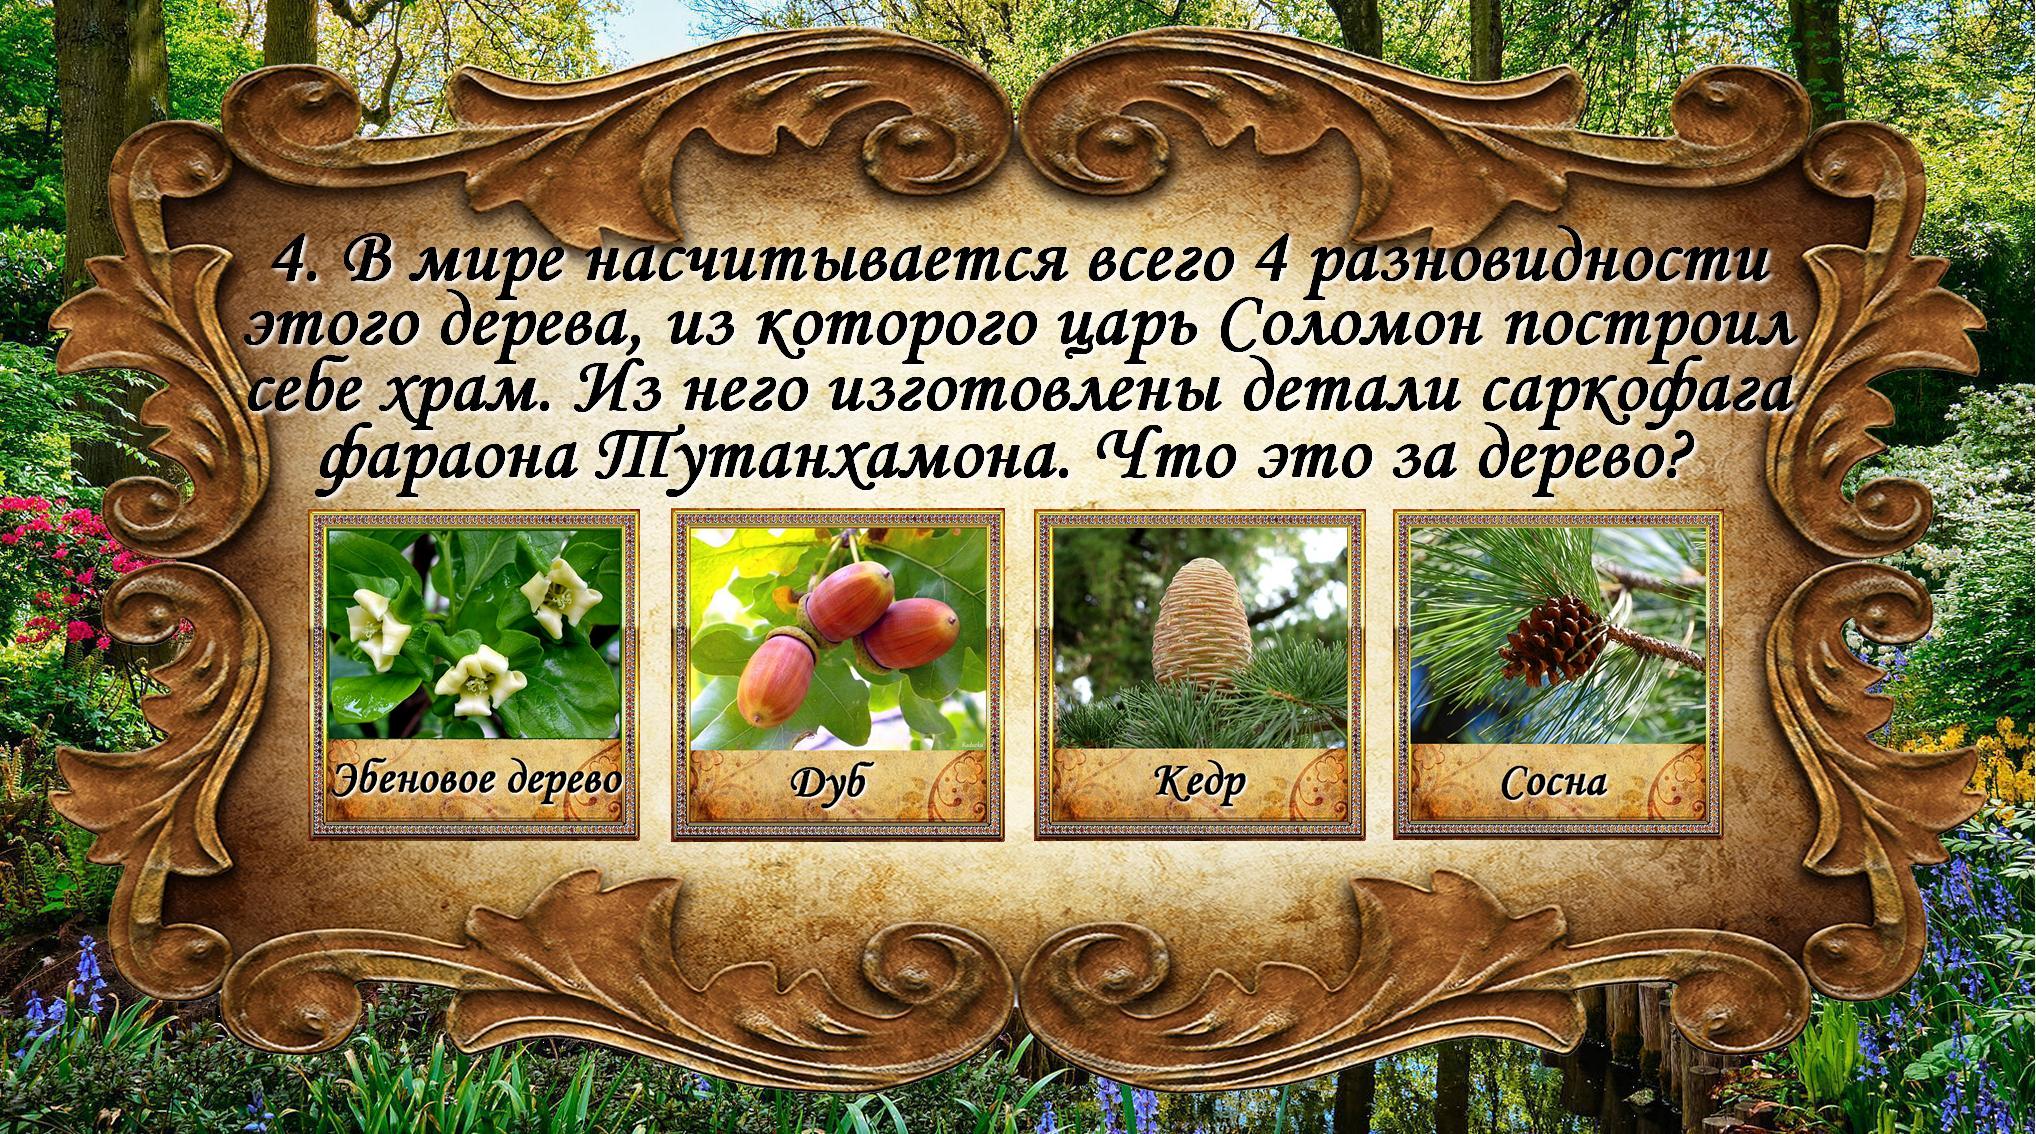 4. В мире насчитывается всего 4 разновидности
этого дерева, из которого царь Соломон построил
себе храм. Из него изготовлены детали саркофага
фараона Тутанхамона. Что это за дерево?
Эбеновое дерево
Дуб
Кедр
Сосна